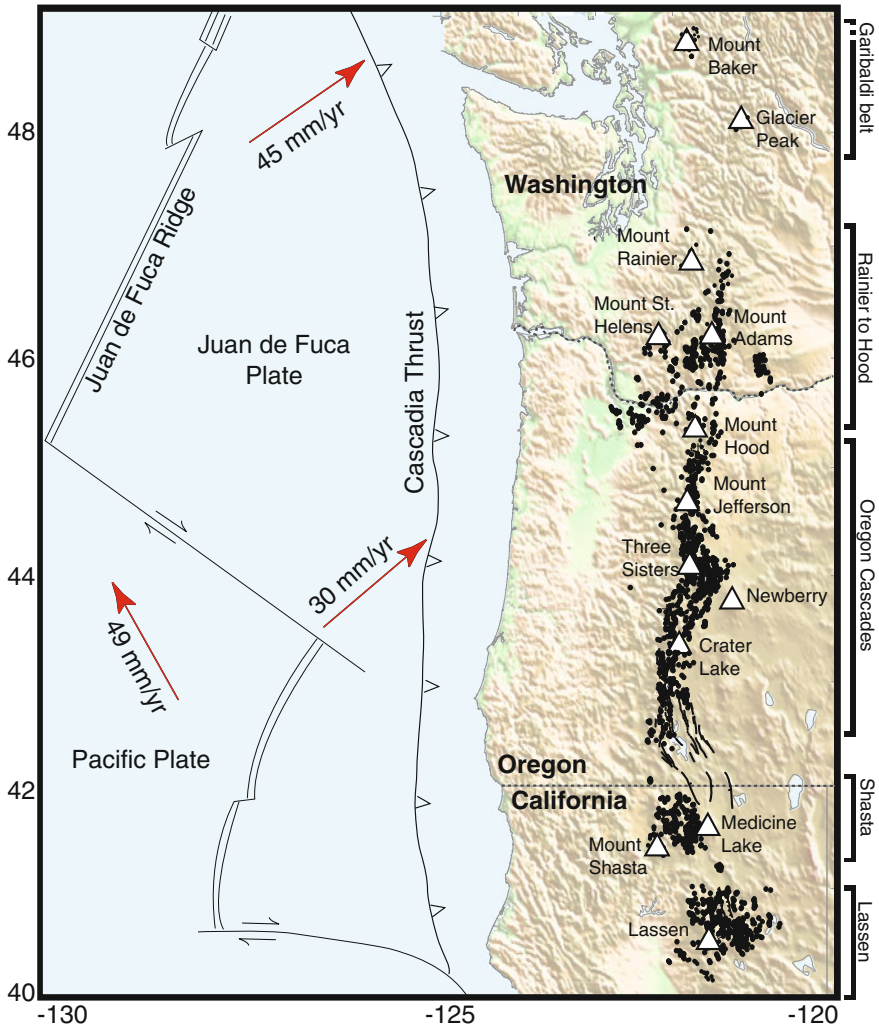 Mount
Baker
Garibaldi belt
48
45 mm/yr
Glacier
Peak
Washington
Juan de Fuca Ridge
Mount
Rainier
Rainier to Hood
Mount St.
Helens
Mount
Adams
46
Juan de Fuca
Plate
Cascadia Thrust
Mount
Hood
Mount
Jefferson
Oregon Cascades
44
30 mm/yr
Three
Sisters
Newberry
49 mm/yr
Crater
Lake
Pacific Plate
Oregon
42
California
Shasta
Medicine
Lake
Mount
Shasta
Lassen
Lassen
40
-130
-125
-120